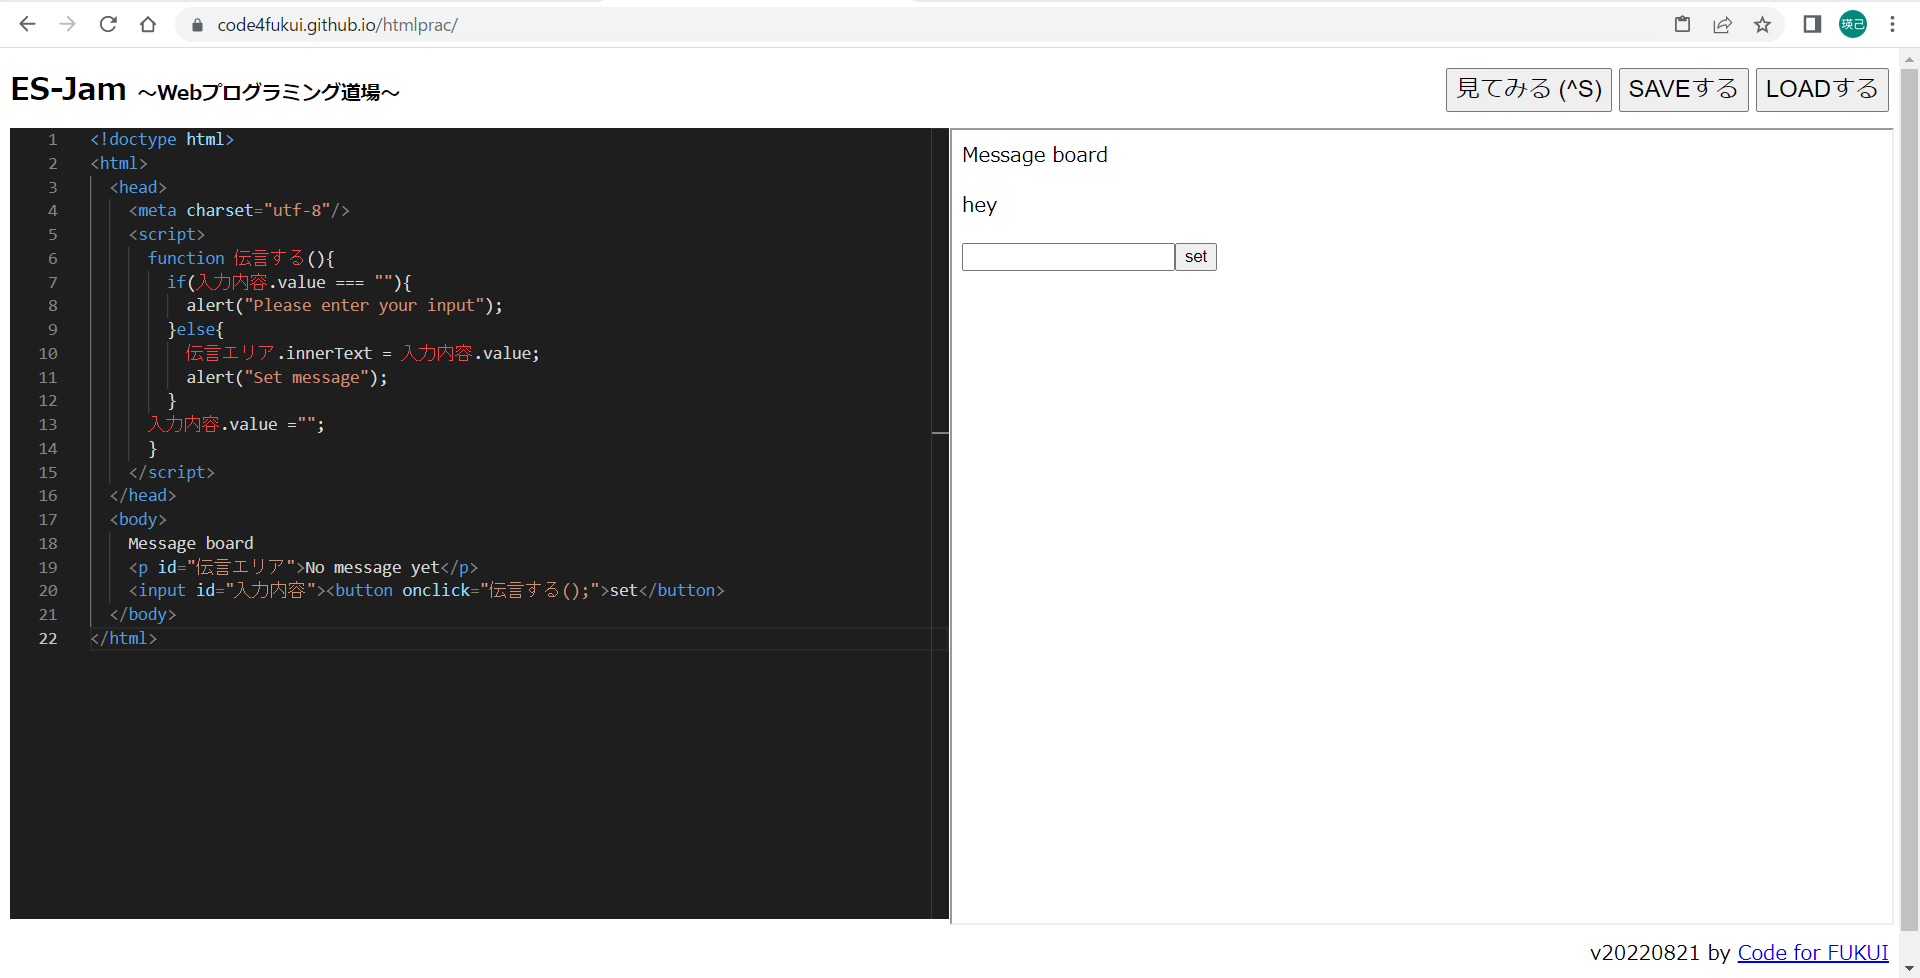 code4fukui.github.io/htmlprac/
瑛己
ES-Jam ～Webプログラミング道場～
見てみる (^S) SAVEする LOADする
1 <!doctype html>
2 <html>
3 <head>
4 <meta charset="utf-8"/>
5 <script>
6 function 伝言する(){
7 if(入力内容.value === ""){
8 alert("Please enter your input");
9 }else{
10 伝言エリア.innerText = 入力内容.value;
11 alert("Set message");
12 }
13 入力内容.value ="";
14 }
15 </script>
16 </head>
17 <body>
18 Message board
19 <p id="伝言エリア">No message yet</p>
20 <input id="入力内容"><button onclick="伝言する();">set</button>
21 </body>
22 </html>
Message board
hey
set
v20220821 by Code for FUKUI